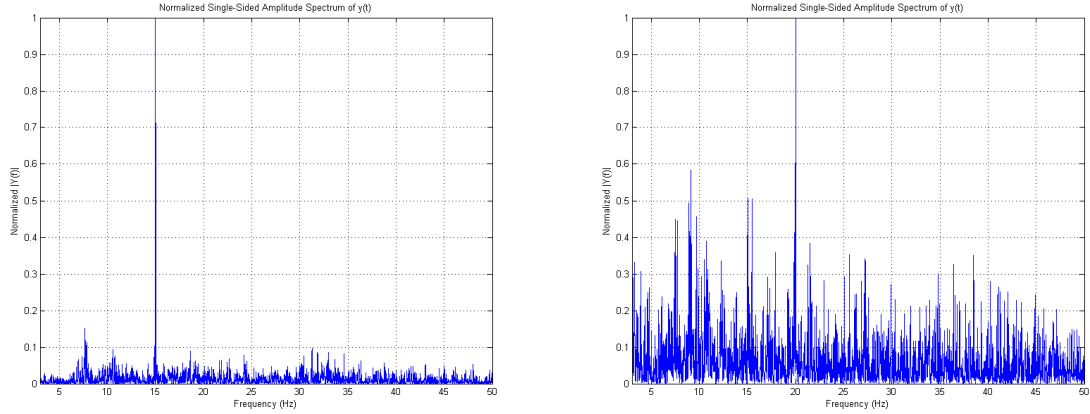 Normalized Single-Sided Amplitude Spectrum of y(t)
Normalized |Y(f)|
1
0.9
0.8
0.7
0.6
0.5
0.4
0.3
0.2
0.1
0
5 10 15 20 25 30 35 40 45 50
Frequency (Hz)
Normalized Single-Sided Amplitude Spectrum of y(t)
Normalized |Y(f)|
1
0.9
0.8
0.7
0.6
0.5
0.4
0.3
0.2
0.1
0
5 10 15 20 25 30 35 40 45 50
Frequency (Hz)